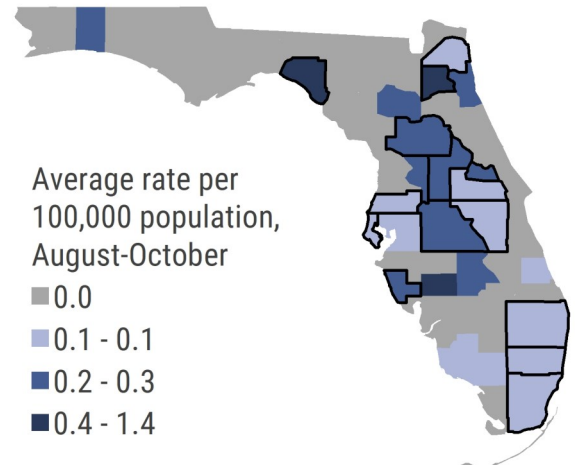 Average rate per
100,000 population,
August-October
0.0
0.1 - 0.1
0.2 - 0.3
0.4 - 1.4